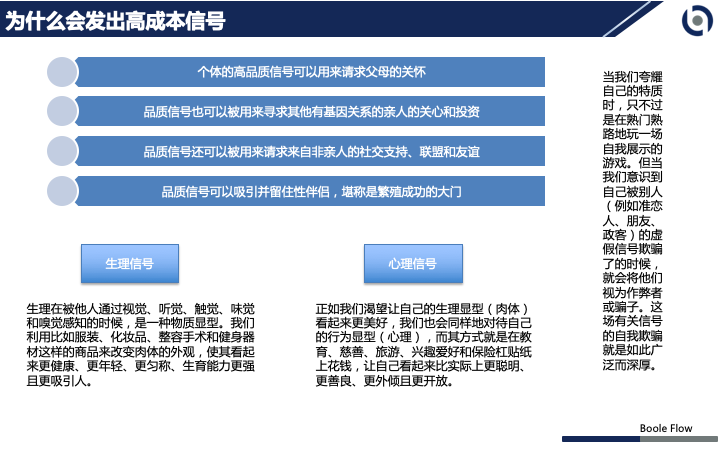 为什么会发出高成本信号
个体的高品质信号可以用来请求父母的关怀
品质信号也可以被用来寻求其他有基因关系的亲人的关心和投资
品质信号还可以被用来请求来自非亲人的社交支持、联盟和友谊
品质信号可以吸引并留住性伴侣，堪称是繁殖成功的大门
生理信号
生理在被他人通过视觉、听觉、触觉、味觉
和嗅觉感知的时候，是一种物质显型。我们
利用比如服装、化妆品、整容手术和健身器
材这样的商品来改变肉体的外观，使其看起
来更健康、更年轻、更匀称、生育能力更强
且更吸引人。
心理信号
正如我们渴望让自己的生理显型（肉体）
看起来更美好，我们也会同样地对待自己
的行为显型（心理），而其方式就是在教
育、慈善、旅游、兴趣爱好和保险杠贴纸
上花钱，让自己看起来比实际上更聪明、
更善良、更外倾且更开放。
当我们夸耀
自己的特质
时，只不过
是在熟门熟
路地玩一场
自我展示的
游戏。但当
我们意识到
自己被别人
（例如准恋
人、朋友、
政客）的虚
假信号欺骗
了的时候，
就会将他们
视为作弊者
或骗子。这
场有关信号
的自我欺骗
就是如此广
泛而深厚。
Boole Flow